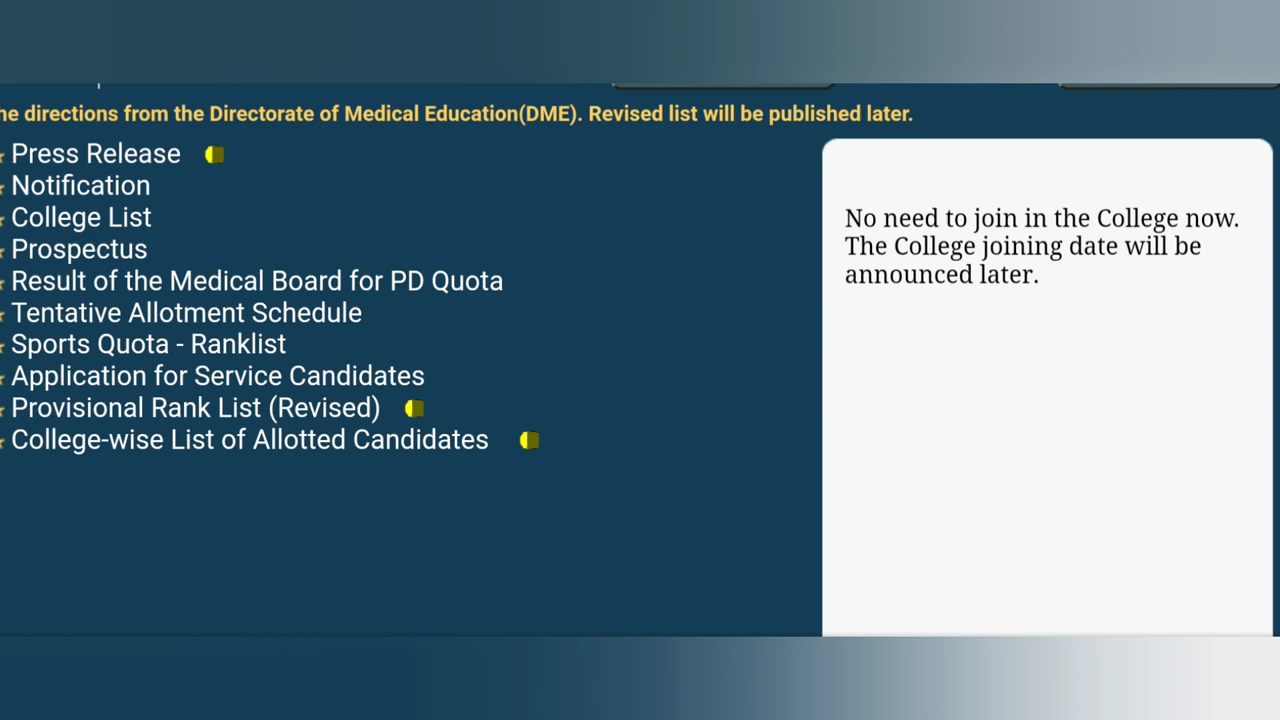 he directions from the Directorate of Medical Education(DME). Revised list will be published later.
Press Release
Notification
College List
Prospectus
Result of the Medical Board for PD Quota
Tentative Allotment Schedule
Sports Quota - Ranklist
Application for Service Candidates
Provisional Rank List (Revised)
College-wise List of Allotted Candidates
No need to join in the College now.
The College joining date will be
announced later.